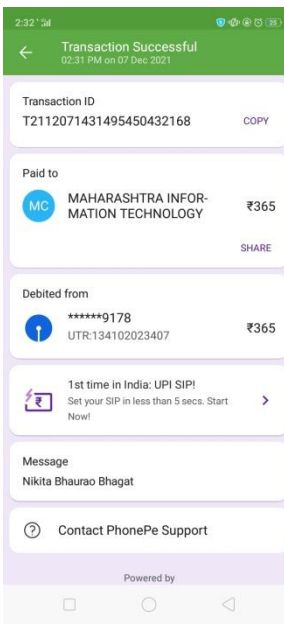 2:32
25
Transaction Successful
02:31 PM on 07 Dec 2021
Transaction ID
T2112071431495450432168 COPY
Paid to
MC
MAHARASHTRA INFOR-
MATION TECHNOLOGY ₹365
SHARE
Debited from
******9178 ₹365
UTR:134102023407
1st time in India: UPI SIP!
Set your SIP in less than 5 secs. Start
Now!
Message
Nikita Bhaurao Bhagat
Contact PhonePe Support
Powered by